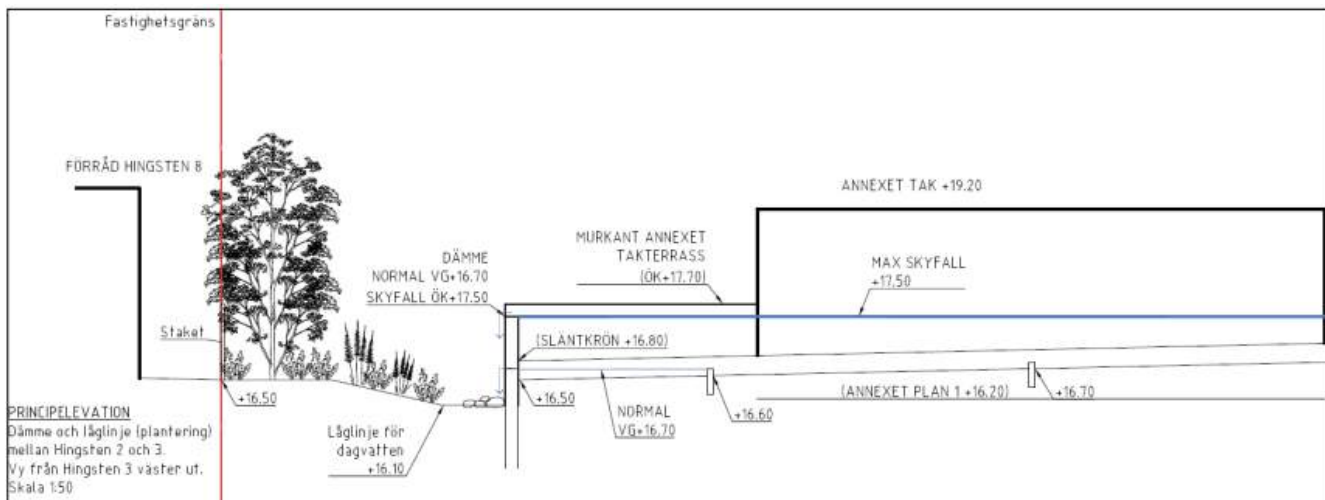 Fastighetsgräns
FÖRRÅD HINGSTEN 8
ANNEXET TAK +19.20
MURKANT ANNEXET
TAKTERRASS
(ÖK+17.70)
DÄMME
NORMAL VG+16.70
SKYFALL ÖK+17.50
MAX SKYFALL
+17.50
Staket
(SLÄNTKRÖN +16.80)
+16.50
+16.50
NORMAL
VG+16.70
+16.60
(ANNEXET PLAN 1 +16.20)
+16.70
Låglinje för
dagvatten
+16.10
PRINCIPELEVATION
Dämme och låglinje (plantering)
mellan Hingsten 2 och 3.
Vy från Hingsten 3 väster ut.
Skala 1:50